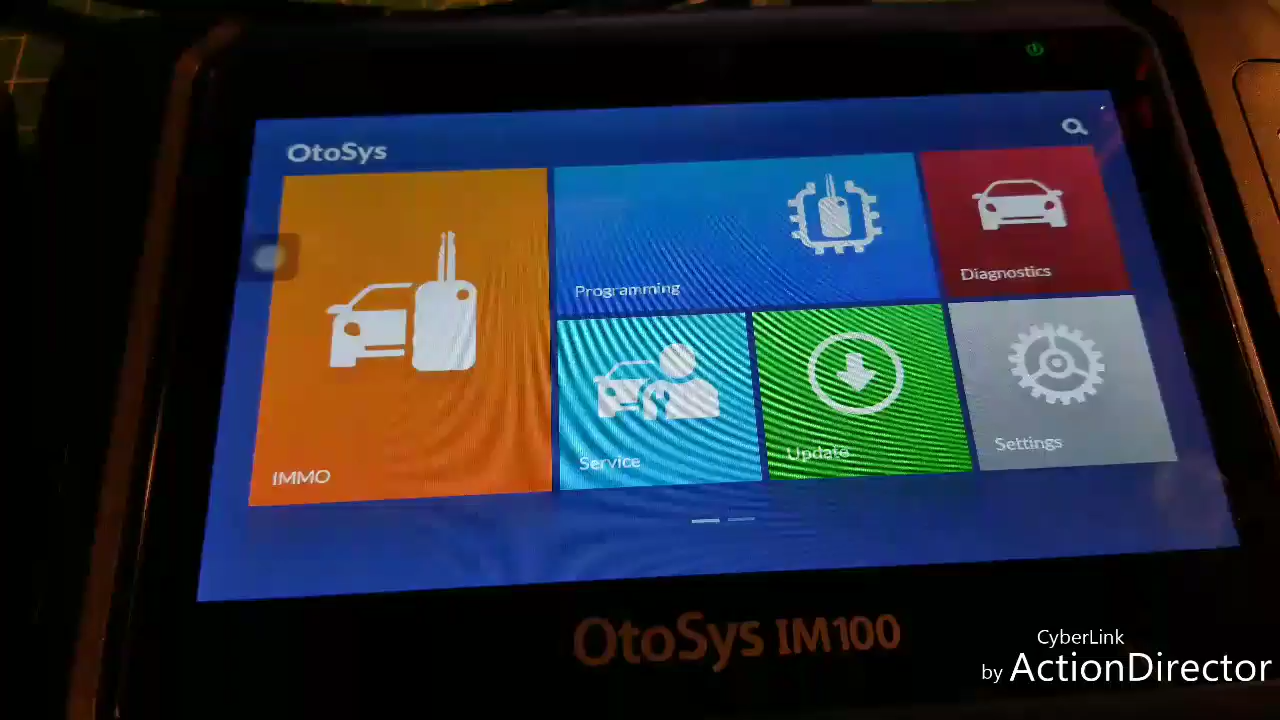 OtoSys
IMMO
Programming
Diagnostics
Service
Update
Settings
OtoSys IM100
CyberLink
by ActionDirector